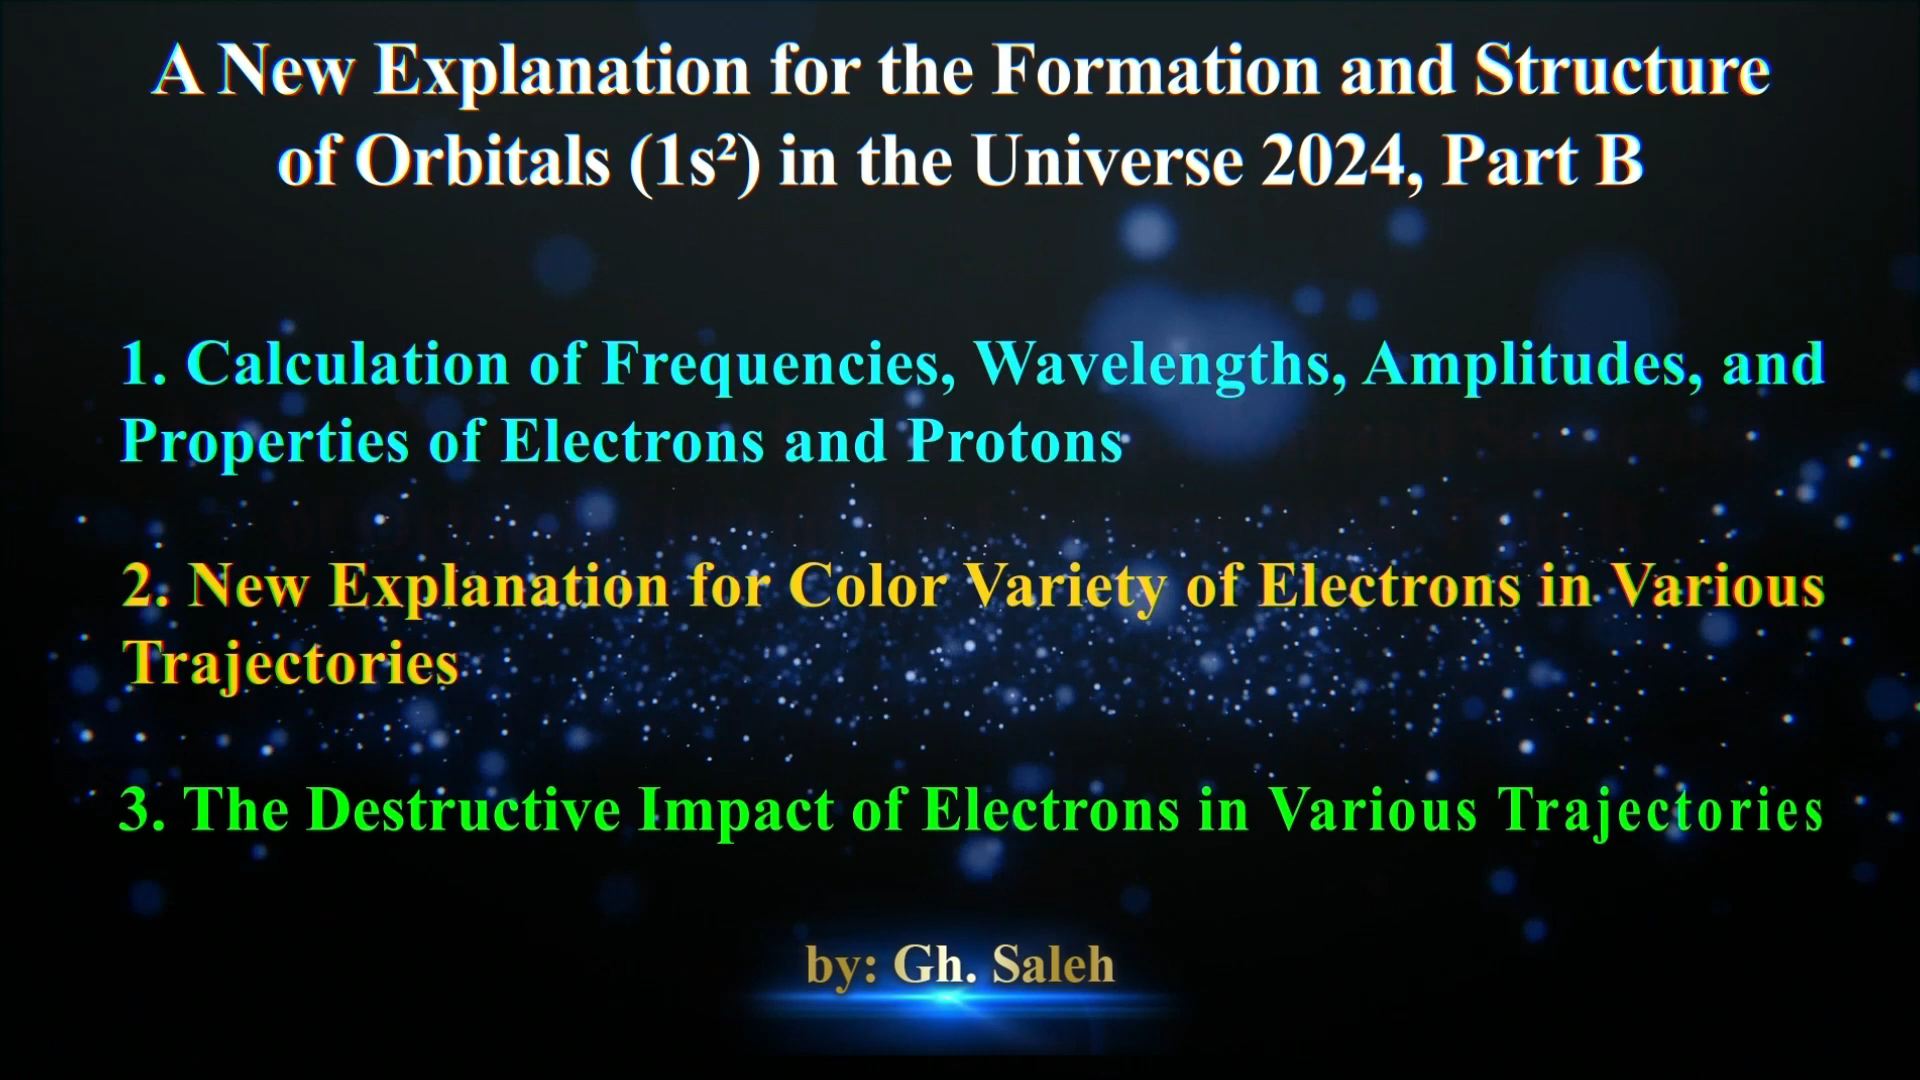 A New Explanation for the Formation and Structure
of Orbitals (1s²) in the Universe 2024, Part B
1. Calculation of Frequencies, Wavelengths, Amplitudes, and
Properties of Electrons and Protons
2. New Explanation for Color Variety of Electrons in Various
Trajectories
3. The Destructive Impact of Electrons in Various Trajectories
by: Gh. Saleh